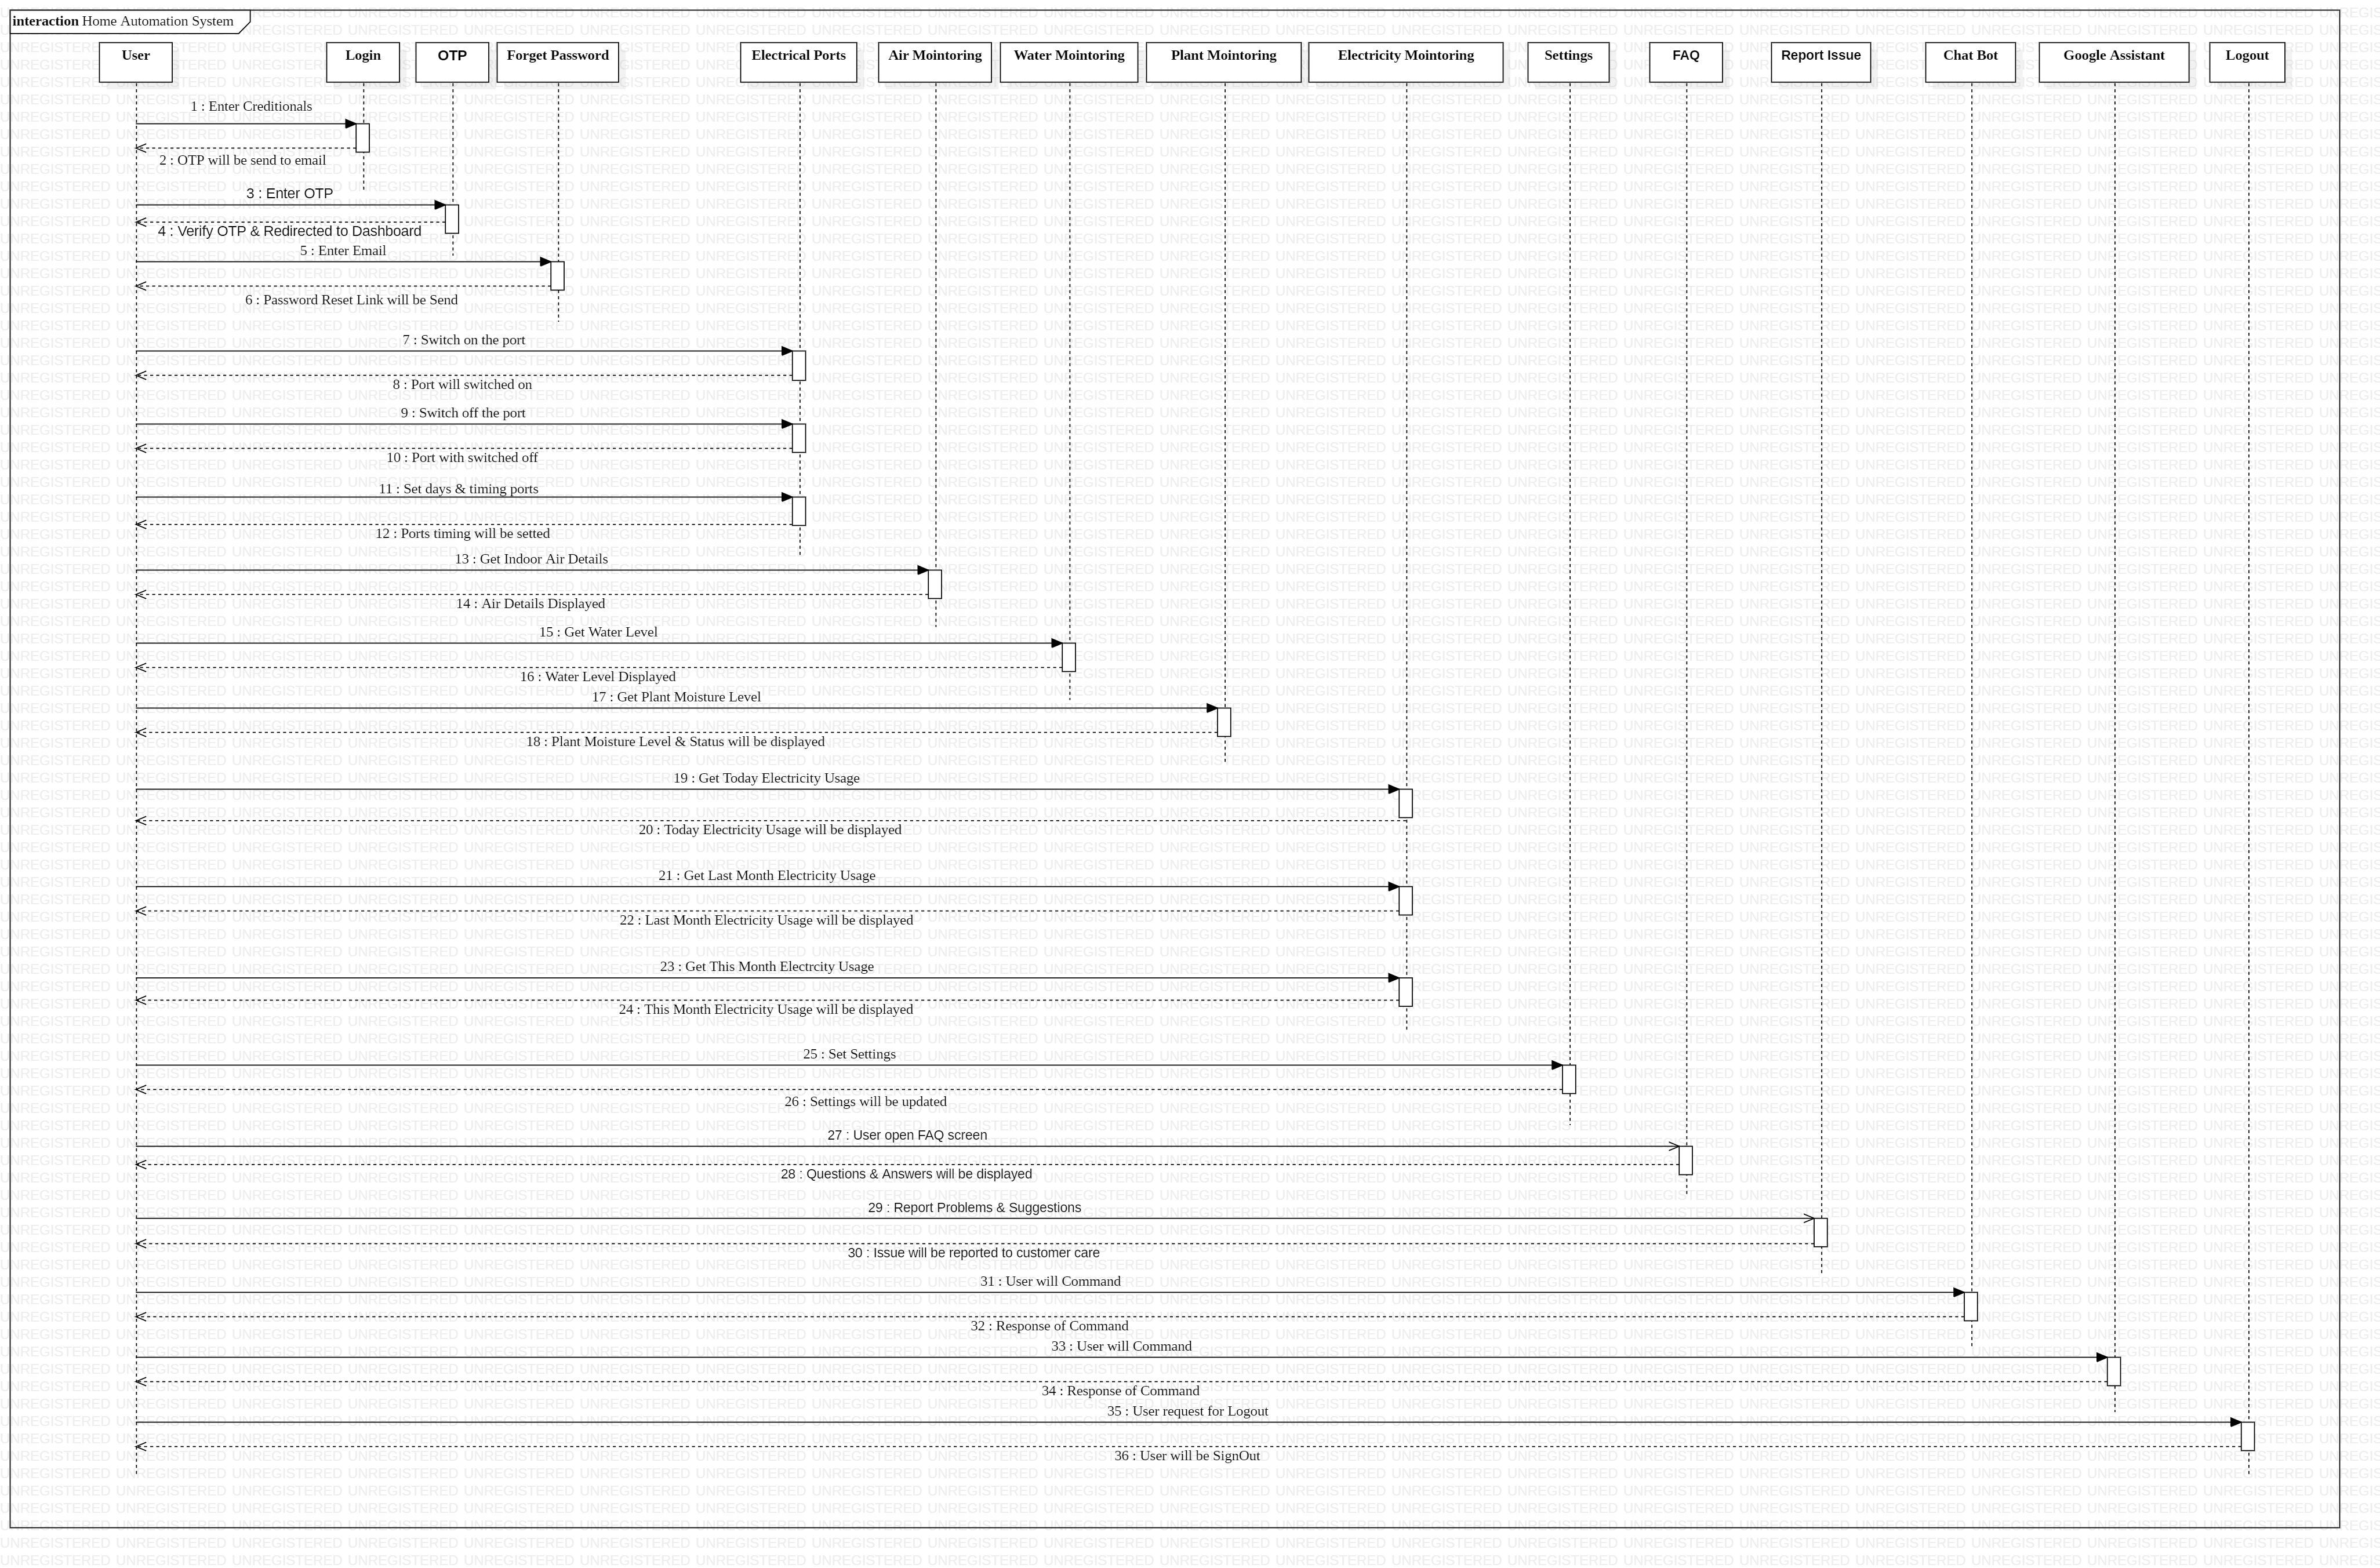 interaction Home Automation System
User
Login
OTP
Forget Password
Electrical Ports
Air Mointoring
Water Mointoring
Plant Mointoring
Electricity Mointoring
Settings
FAQ
Report Issue
Chat Bot
Google Assistant
Logout
1 : Enter Creditionals
2 : OTP will be send to email
3 : Enter OTP
4 : Verify OTP & Redirected to Dashboard
5 : Enter Email
6 : Password Reset Link will be Send
7 : Switch on the port
8 : Port will switched on
9 : Switch off the port
10 : Port with switched off
11 : Set days & timing ports
12 : Ports timing will be setted
13 : Get Indoor Air Details
14 : Air Details Displayed
15 : Get Water Level
16 : Water Level Displayed
17 : Get Plant Moisture Level
18 : Plant Moisture Level & Status will be displayed
19 : Get Today Electricity Usage
20 : Today Electricity Usage will be displayed
21 : Get Last Month Electricity Usage
22 : Last Month Electricity Usage will be displayed
23 : Get This Month Electrcity Usage
24 : This Month Electricity Usage will be displayed
25 : Set Settings
26 : Settings will be updated
27 : User open FAQ screen
28 : Questions & Answers will be displayed
29 : Report Problems & Suggestions
30 : Issue will be reported to customer care
31 : User will Command
32 : Response of Command
33 : User will Command
34 : Response of Command
35 : User request for Logout
36 : User will be SignOut
UNREGISTERED